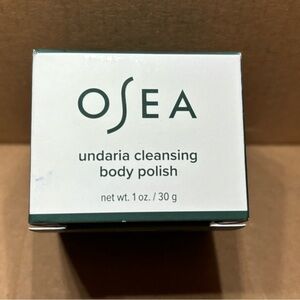 OSEA
undaria cleansing
body polish
net wt. 1 oz. / 30 g